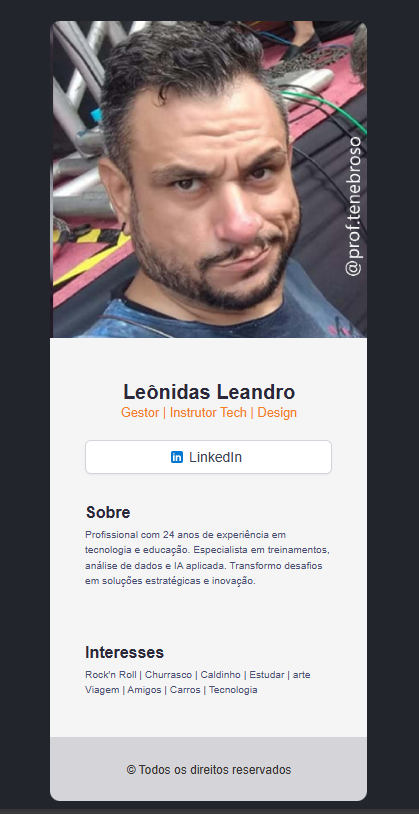 @prof.tenebroso
Leônidas Leandro
Gestor | Instrutor Tech | Design
in LinkedIn
Sobre
Profissional com 24 anos de experiência em
tecnologia e educação. Especialista em treinamentos,
análise de dados e IA aplicada. Transformo desafios
em soluções estratégicas e inovação.
Interesses
Rock'n Roll | Churrasco | Caldinho | Estudar | arte
Viagem | Amigos | Carros | Tecnologia
© Todos os direitos reservados